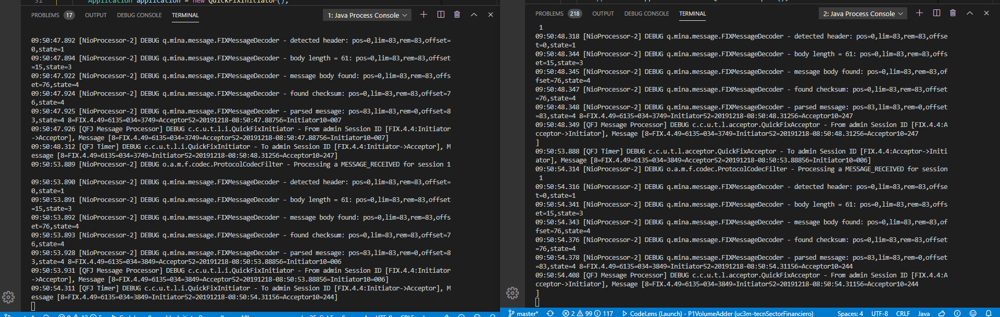 31 Application application = new QuickFixInitiator();
PROBLEMS 17 OUTPUT DEBUG CONSOLE TERMINAL 1: Java Process Console
09:50:47.892 [NioProcessor-2] DEBUG q.mina.message.FIXMessageDecoder - detected header: pos=0,lim=83,rem=83,offset=
0,state=1
09:50:47.894 [NioProcessor-2] DEBUG q.mina.message.FIXMessageDecoder - body length = 61: pos=0,lim=83,rem=83,offset
=15,state=3
09:50:47.922 [NioProcessor-2] DEBUG q.mina.message.FIXMessageDecoder - message body found: pos=0,lim=83,rem=83,offs
et=76,state=4
09:50:47.924 [NioProcessor-2] DEBUG q.mina.message.FIXMessageDecoder - found checksum: pos=0,lim=83,rem=83,offset=7
6,state=4
09:50:47.925 [NioProcessor-2] DEBUG q.mina.message.FIXMessageDecoder - parsed message: pos=83,lim=83,rem=0,offset=8
3,state=4 8=FIX.4.49=6135=034=3749=Acceptor52=20191218-08:50:47.88756=Initiator10=007
09:50:47.926 [QFJ Message Processor] DEBUG c.c.u.t.l.i.QuickFixInitiator - From admin Session ID [FIX.4.4:Initiator
->Acceptor], Message [8=FIX.4.49=6135=034=3749=Acceptor52=20191218-08:50:47.88756=Initiator10=007]
09:50:48.312 [QFJ Timer] DEBUG c.c.u.t.l.i.QuickFixInitiator - To admin Session ID [FIX.4.4:Initiator->Acceptor], M
essage [8=FIX.4.49=6135=034=3749=Initiator52=20191218-08:50:48.31256=Acceptor10=247]
09:50:53.889 [NioProcessor-2] DEBUG o.a.m.f.codec.ProtocolCodecFilter - Processing a MESSAGE_RECEIVED for session 1
09:50:53.890 [NioProcessor-2] DEBUG q.mina.message.FIXMessageDecoder - detected header: pos=0,lim=83,rem=83,offset=
0,state=1
09:50:53.891 [NioProcessor-2] DEBUG q.mina.message.FIXMessageDecoder - body length = 61: pos=0,lim=83,rem=83,offset
=15,state=3
09:50:53.892 [NioProcessor-2] DEBUG q.mina.message.FIXMessageDecoder - message body found: pos=0,lim=83,rem=83,offs
et=76,state=4
09:50:53.893 [NioProcessor-2] DEBUG q.mina.message.FIXMessageDecoder - found checksum: pos=0,lim=83,rem=83,offset=7
6,state=4
09:50:53.928 [NioProcessor-2] DEBUG q.mina.message.FIXMessageDecoder - parsed message: pos=83,lim=83,rem=0,offset=8
3,state=4 8=FIX.4.49=6135=034=3849=Acceptor52=20191218-08:50:53.88856=Initiator10=006
09:50:53.931 [QFJ Message Processor] DEBUG c.c.u.t.l.i.QuickFixInitiator - From admin Session ID [FIX.4.4:Initiator
->Acceptor], Message [8=FIX.4.49=6135=034=3849=Acceptor52=20191218-08:50:53.88856=Initiator10=006]
09:50:54.311 [QFJ Timer] DEBUG c.c.u.t.l.i.QuickFixInitiator - To admin Session ID [FIX.4.4:Initiator->Acceptor], M
essage [8=FIX.4.49=6135=034=3849=Initiator52=20191218-08:50:54.31156=Acceptor10=244]
PROBLEMS 218 OUTPUT DEBUG CONSOLE TERMINAL 2: Java Process Console
1
09:50:48.318 [NioProcessor-2] DEBUG q.mina.message.FIXMessageDecoder - detected header: pos=0,lim=83,rem=83,offse
t=0,state=1
09:50:48.344 [NioProcessor-2] DEBUG q.mina.message.FIXMessageDecoder - body length = 61: pos=0,lim=83,rem=83,offs
et=15,state=3
09:50:48.345 [NioProcessor-2] DEBUG q.mina.message.FIXMessageDecoder - message body found: pos=0,lim=83,rem=83,of
fset=76,state=4
09:50:48.347 [NioProcessor-2] DEBUG q.mina.message.FIXMessageDecoder - found checksum: pos=0,lim=83,rem=83,offset
=76,state=4
09:50:48.348 [NioProcessor-2] DEBUG q.mina.message.FIXMessageDecoder - parsed message: pos=83,lim=83,rem=0,offset
=83,state=4 8=FIX.4.49=6135=034=3749=Initiator52=20191218-08:50:48.31256=Acceptor10=247
09:50:48.349 [QFJ Message Processor] DEBUG c.c.u.t.l.acceptor.QuickFixAcceptor - From admin Session ID [FIX.4.4:A
cceptor->Initiator], Message [8=FIX.4.49=6135=034=3749=Initiator52=20191218-08:50:48.31256=Acceptor10=247
]
09:50:53.888 [QFJ Timer] DEBUG c.c.u.t.l.acceptor.QuickFixAcceptor - To admin Session ID [FIX.4.4:Acceptor->Initi
ator], Message [8=FIX.4.49=6135=034=3849=Acceptor52=20191218-08:50:53.88856=Initiator10=006]
09:50:54.314 [NioProcessor-2] DEBUG o.a.m.f.codec.ProtocolCodecFilter - Processing a MESSAGE_RECEIVED for session
1
09:50:54.316 [NioProcessor-2] DEBUG q.mina.message.FIXMessageDecoder - detected header: pos=0,lim=83,rem=83,offse
t=0,state=1
09:50:54.341 [NioProcessor-2] DEBUG q.mina.message.FIXMessageDecoder - body length = 61: pos=0,lim=83,rem=83,offs
et=15,state=3
09:50:54.343 [NioProcessor-2] DEBUG q.mina.message.FIXMessageDecoder - message body found: pos=0,lim=83,rem=83,of
fset=76,state=4
09:50:54.376 [NioProcessor-2] DEBUG q.mina.message.FIXMessageDecoder - found checksum: pos=0,lim=83,rem=83,offset
=76,state=4
09:50:54.378 [NioProcessor-2] DEBUG q.mina.message.FIXMessageDecoder - parsed message: pos=83,lim=83,rem=0,offset
=83,state=4 8=FIX.4.49=6135=034=3849=Initiator52=20191218-08:50:54.31156=Acceptor10=244
09:50:54.408 [QFJ Message Processor] DEBUG c.c.u.t.l.acceptor.QuickFixAcceptor - From admin Session ID [FIX.4.4:A
cceptor->Initiator], Message [8=FIX.4.49=6135=034=3849=Initiator52=20191218-08:50:54.31156=Acceptor10=244
]
master* 2 99 117 CodeLens (Launch) - P1VolumeAdder (uc3m-tecnSectorFinanciero) Spaces: 4 UTF-8 CRLF Java